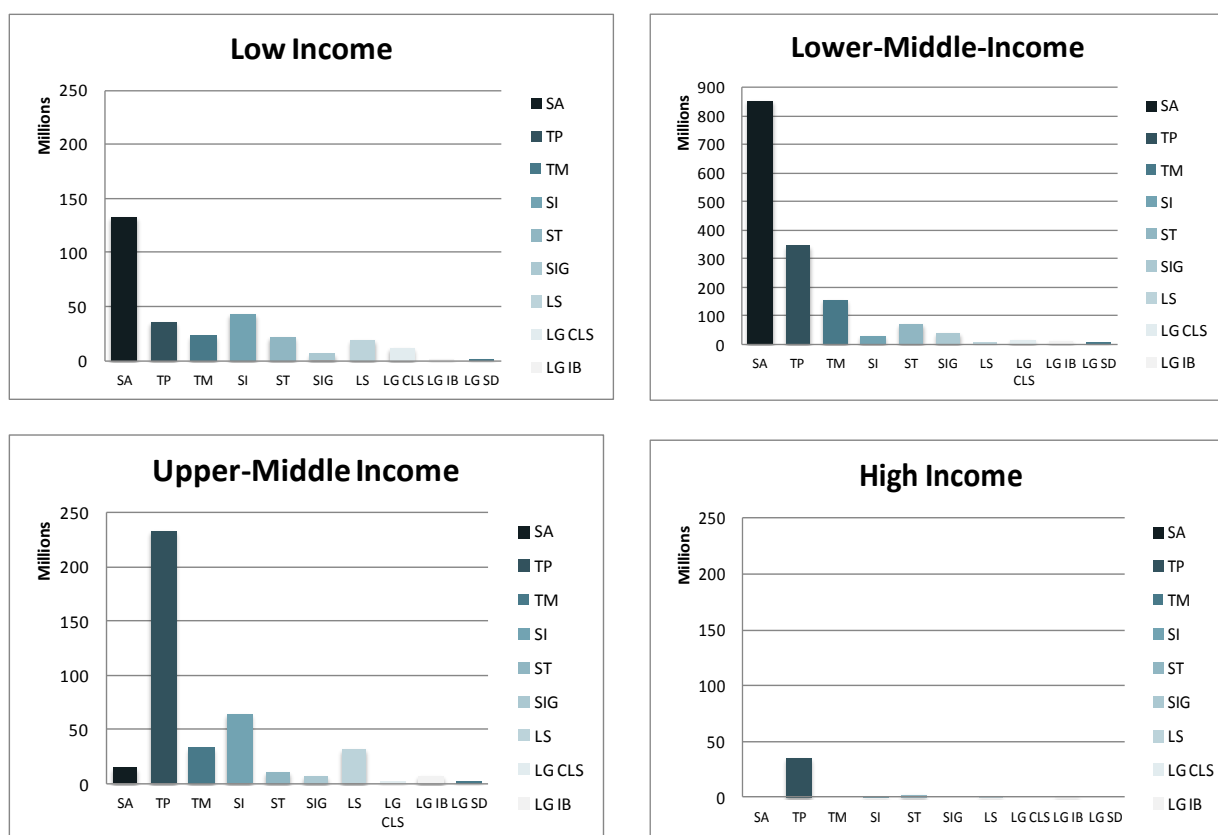 Low Income
Millions
250
200
150
100
50
0
SA TP TM SI ST SIG LS LG CLS LG IB LG SD
SA
TP
TM
SI
ST
SIG
LS
LG CLS
LG IB
Lower-Middle-Income
Millions
900
800
700
600
500
400
300
200
100
0
SA TP TM SI ST SIG LS LG LG IB LG SD
CLS
SA
TP
TM
SI
ST
SIG
LS
LG CLS
LG IB
Upper-Middle Income
Millions
250
200
150
100
50
0
SA TP TM SI ST SIG LS LG LG IB LG SD
CLS
SA
TP
TM
SI
ST
SIG
LS
LG CLS
LG IB
High Income
Millions
250
200
150
100
50
0
SA TP TM SI ST SIG LS LG CLS LG IB LG SD
SA
TP
TM
SI
ST
SIG
LS
LG CLS
LG IB